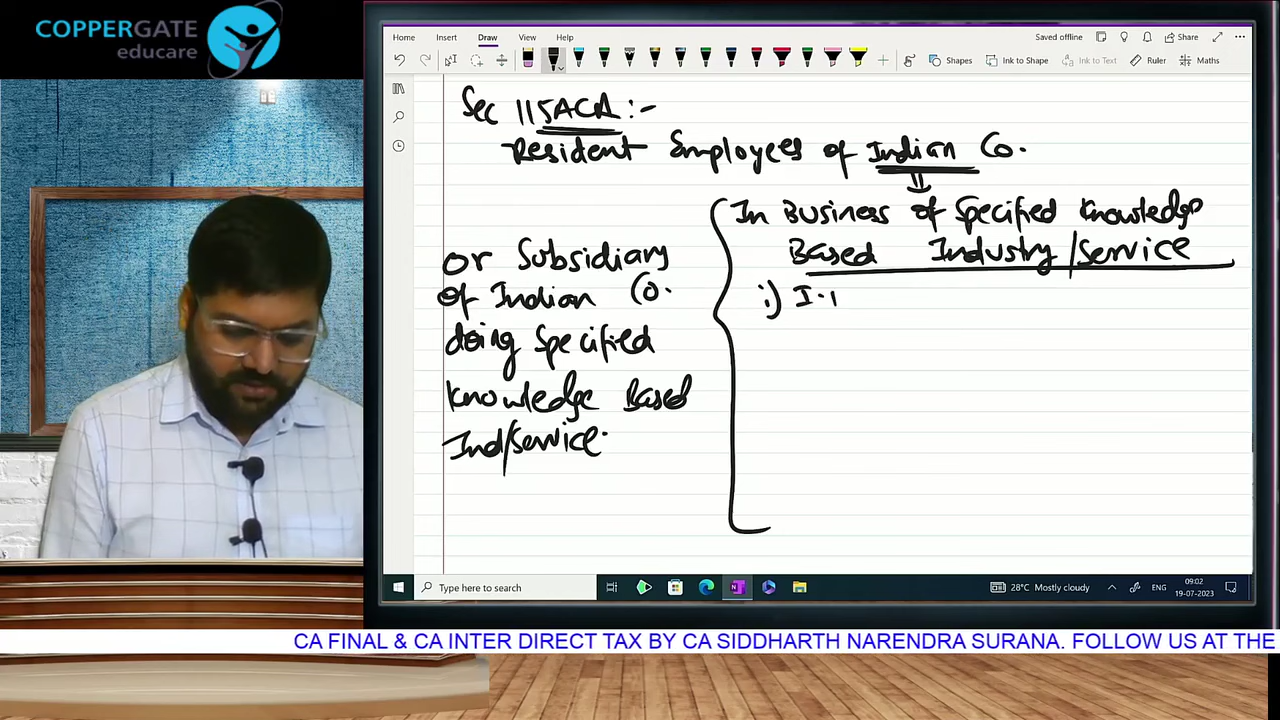 COPPERGATE
educare
Home Insert Draw View Help
Saved offline
Share
Shapes
Ink to Shape
Ink to Text
Ruler
Maths
Sec 115ACA :-
Resident Employees of Indian Co.
In Business of Specified Knowledge
Based Industry/Service
i) I.
or Subsidiary
of Indian Co.
doing Specified
Knowledge Based
Ind/Service.
Type here to search
28°C Mostly cloudy
ENG
09:02
19-07-2023
CA FINAL & CA INTER DIRECT TAX BY CA SIDDHARTH NARENDRA SURANA. FOLLOW US AT THE